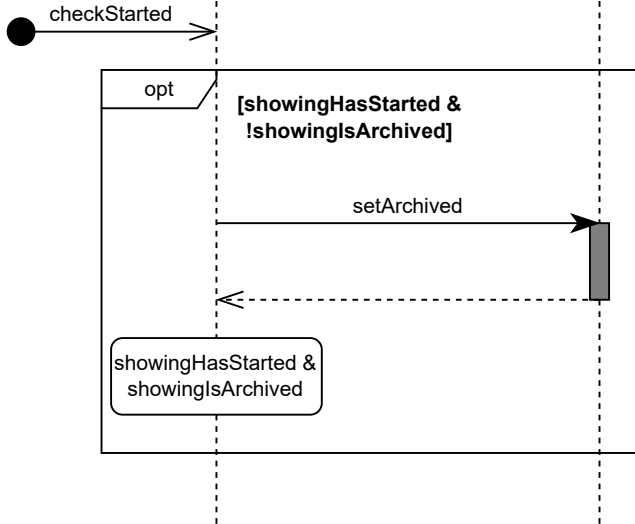 checkStarted
opt
[showingHasStarted &
!showingIsArchived]
setArchived
showingHasStarted &
showingIsArchived